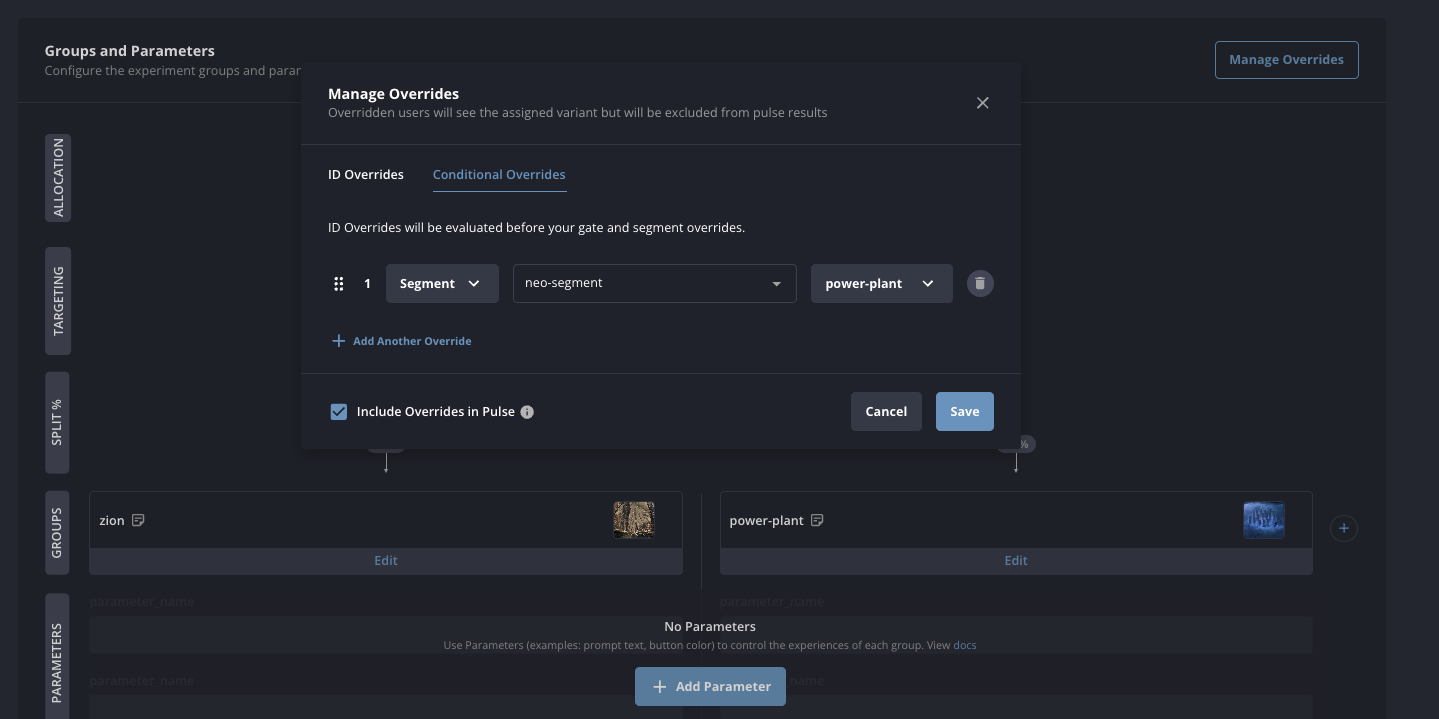 Groups and Parameters
Configure the experiment groups and
Manage Overrides
Manage Overrides
Overridden users will see the assigned variant but will be excluded from pulse results
ID Overrides
Conditional Overrides
ID Overrides will be evaluated before your gate and segment overrides.
1
Segment
neo-segment
power-plant
Add Another Override
Include Overrides in Pulse
Cancel
Save
%
ALLOCATION
TARGETING
SPLIT %
GROUPS
PARAMETERS
zion
power-plant
Edit
Edit
parameter_name
parameter_name
No Parameters
Use Parameters (examples: prompt text, button color) to control the experiences of each group. View docs
parameter_name
name
Add Parameter